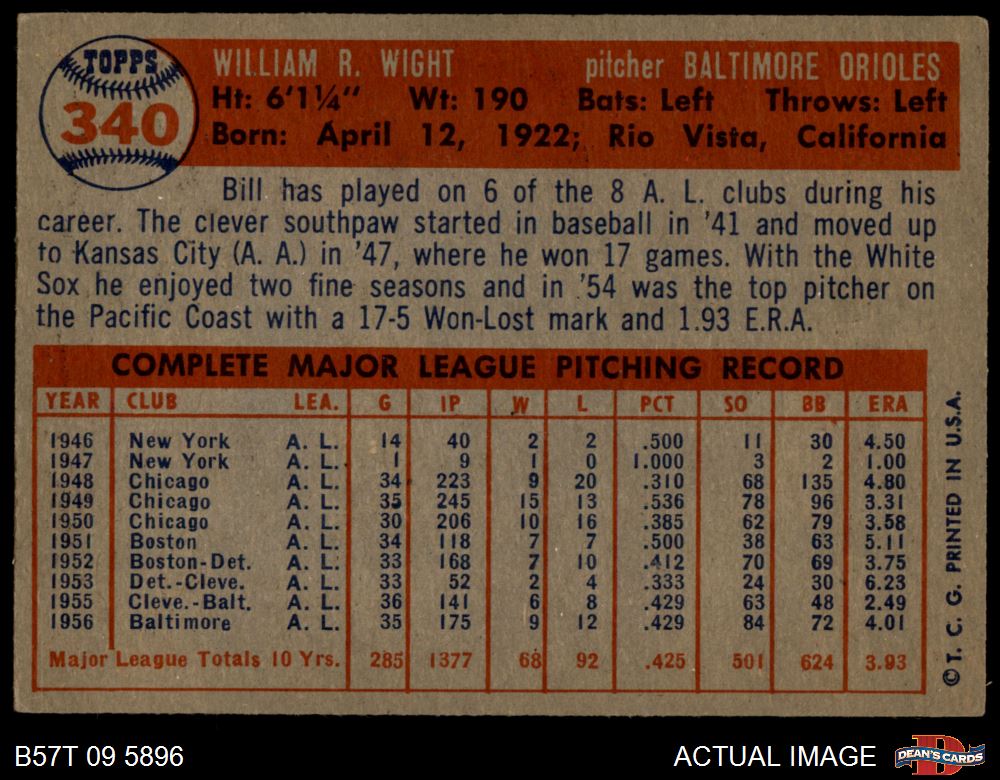 TOPPS
340
WILLIAM R. WIGHT pitcher BALTIMORE ORIOLES
Ht: 6'1¼" Wt: 190 Bats: Left Throws: Left
Born: April 12, 1922; Rio Vista, California
Bill has played on 6 of the 8 A. L. clubs during his
career. The clever southpaw started in baseball in '41 and moved up
to Kansas City (A. A.) in '47, where he won 17 games. With the White
Sox he enjoyed two fine seasons and in '54 was the top pitcher on
the Pacific Coast with a 17-5 Won-Lost mark and 1.93 E.R.A.
COMPLETE MAJOR LEAGUE PITCHING RECORD
YEAR CLUB LEA. G IP W L PCT SO BB ERA
1946 New York A. L. 14 40 2 2 .500 11 30 4.50
1947 New York A. L. 1 9 1 0 1.000 3 2 1.00
1948 Chicago A. L. 34 223 9 20 .310 68 135 4.80
1949 Chicago A. L. 35 245 15 13 .536 78 96 3.31
1950 Chicago A. L. 30 206 10 16 .385 62 79 3.58
1951 Boston A. L. 34 118 7 7 .500 38 63 5.11
1952 Boston-Det. A. L. 33 168 7 10 .412 70 69 3.75
1953 Det.-Cleve. A. L. 33 52 2 4 .333 24 30 6.23
1955 Cleve.-Balt. A. L. 36 141 6 8 .429 63 48 2.49
1956 Baltimore A. L. 35 175 9 12 .429 84 72 4.01
Major League Totals 10 Yrs. 285 1377 68 92 .425 501 624 3.93
© T. C. G. PRINTED IN U.S.A.
B57T 09 5896
ACTUAL IMAGE
DEAN'S CARDS